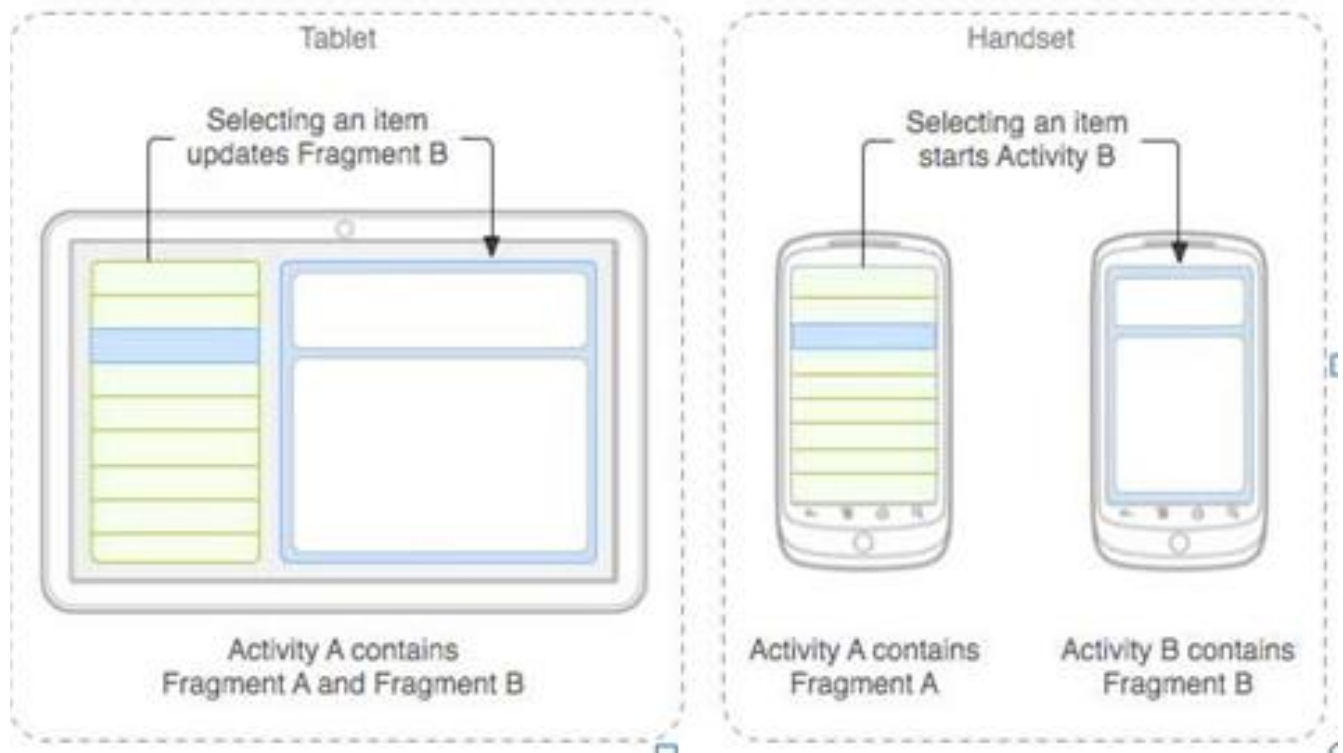 Tablet
Selecting an item
updates Fragment B
Activity A contains
Fragment A and Fragment B
Handset
Selecting an item
starts Activity B
Activity A contains
Fragment A
Activity B contains
Fragment B